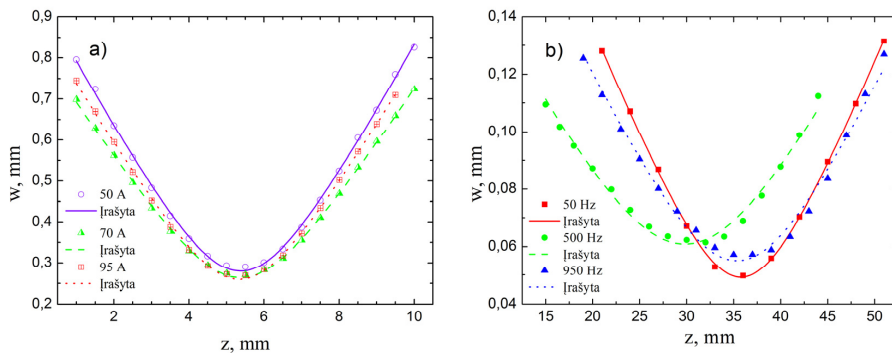 a)
0,9
0,8
0,7
0,6
0,5
0,4
0,3
0,2
w, mm
50 A
Įrašyta
70 A
Įrašyta
95 A
Įrašyta
2 4 6 8 10
z, mm
b)
0,14
0,12
0,10
0,08
0,06
0,04
w, mm
50 Hz
Įrašyta
500 Hz
Įrašyta
950 Hz
Įrašyta
15 20 25 30 35 40 45 50
z, mm